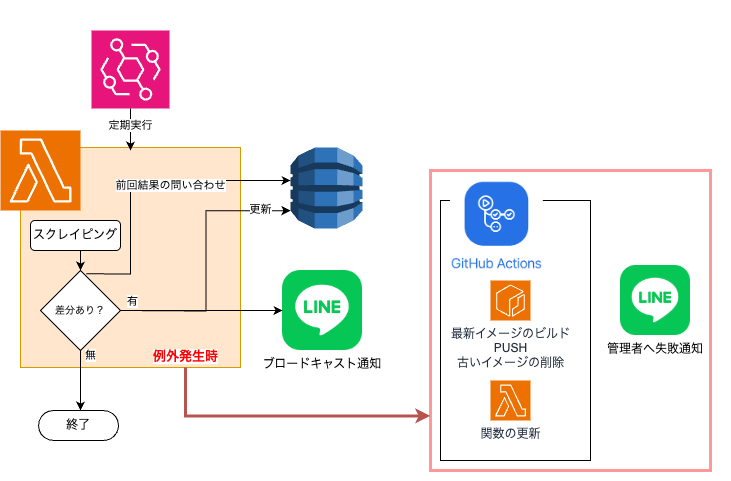 定期実行
前回結果の問い合わせ
更新
スクレイピング
差分あり？
有
無
終了
例外発生時
LINE
ブロードキャスト通知
GitHub Actions
最新イメージのビルド
PUSH
古いイメージの削除
関数の更新
LINE
管理者へ失敗通知